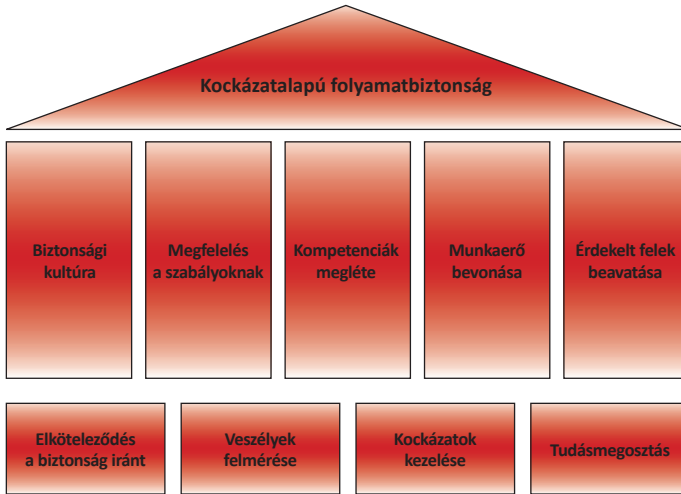 Kockázatalapú folyamatbiztonság
Biztonsági
kultúra
Megfelelés
a szabályoknak
Kompetenciák
megléte
Munkaerő
bevonása
Érdekelt felek
beavatása
Elköteleződés
a biztonság iránt
Veszélyek
felmérése
Kockázatok
kezelése
Tudásmegosztás